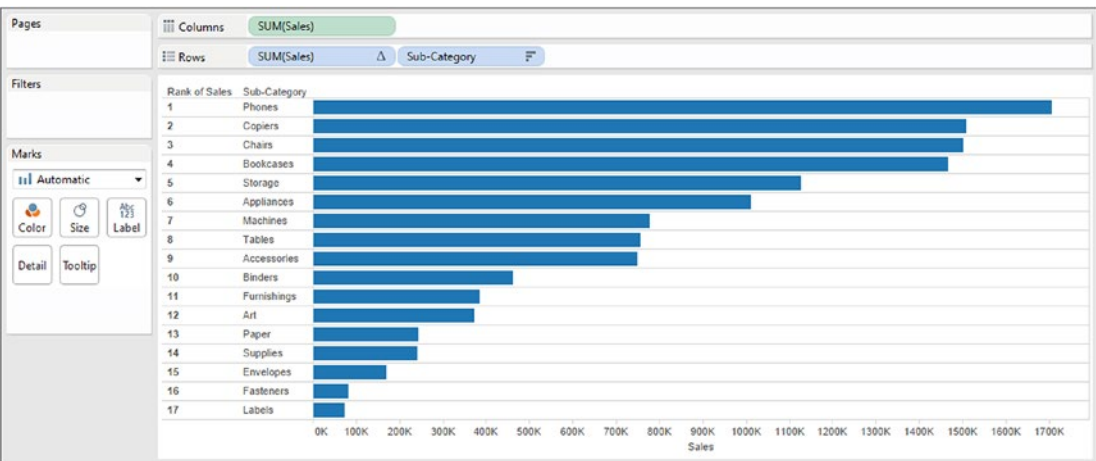 Pages
Columns SUM(Sales)
Rows SUM(Sales) Δ Sub-Category
Filters
Marks
Automatic
Color Size Abc 123 Label
Detail Tooltip
Rank of Sales Sub-Category
1 Phones
2 Copiers
3 Chairs
4 Bookcases
5 Storage
6 Appliances
7 Machines
8 Tables
9 Accessories
10 Binders
11 Furnishings
12 Art
13 Paper
14 Supplies
15 Envelopes
16 Fasteners
17 Labels
0K 100K 200K 300K 400K 500K 600K 700K 800K 900K 1000K 1100K 1200K 1300K 1400K 1500K 1600K 1700K
Sales